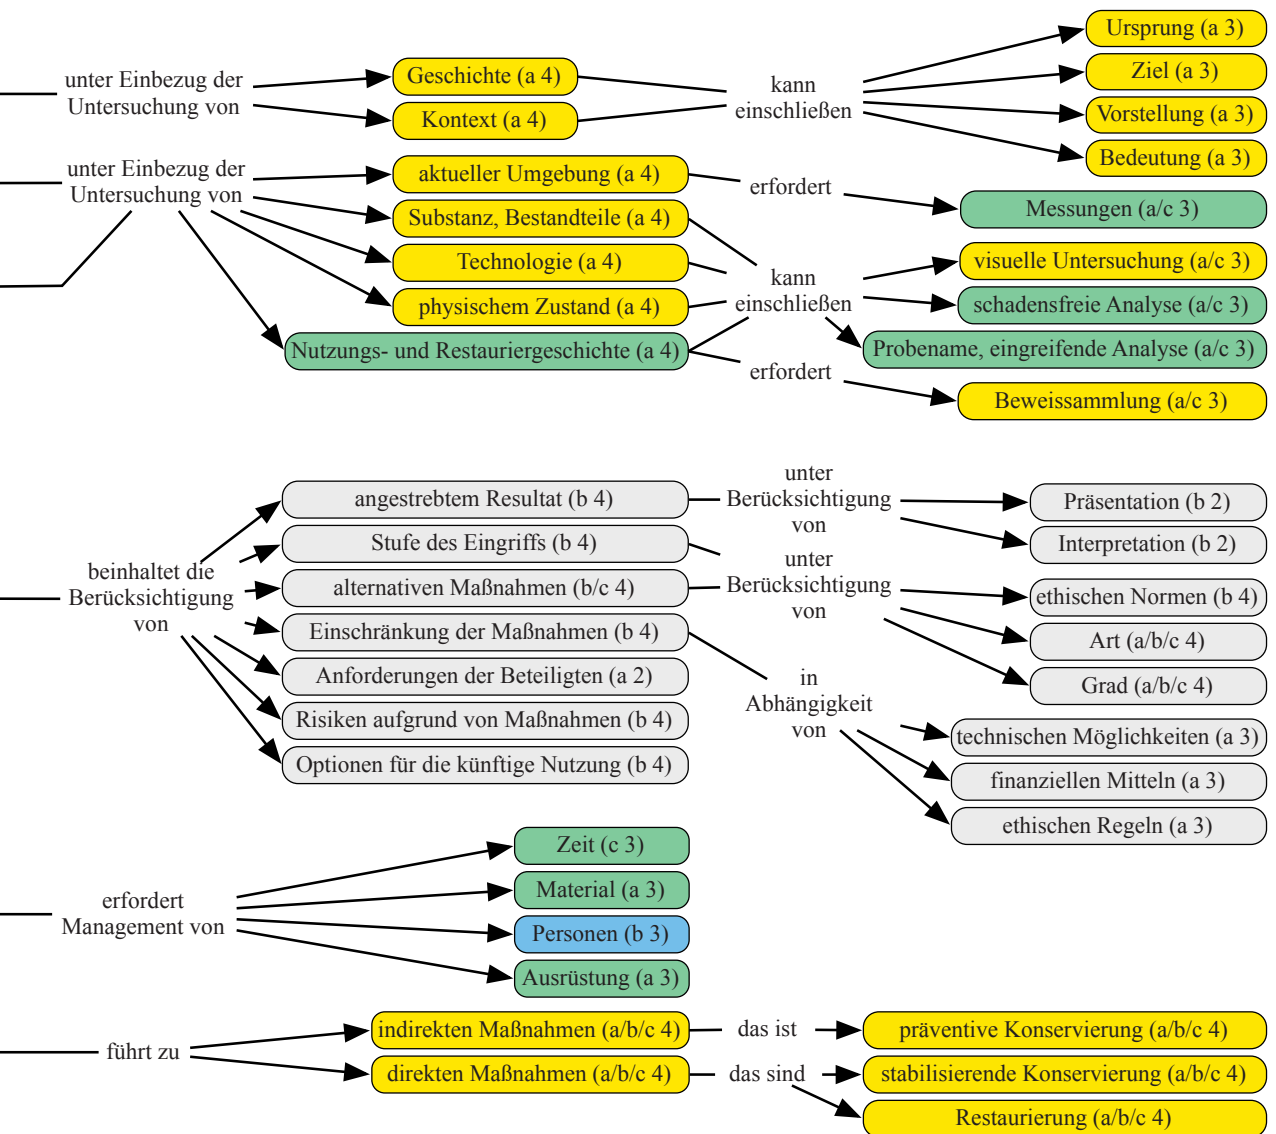 unter Einbezug der
Untersuchung von
Geschichte (a 4)
Kontext (a 4)
kann
einschließen
Ursprung (a 3)
Ziel (a 3)
Vorstellung (a 3)
Bedeutung (a 3)
unter Einbezug der
Untersuchung von
aktueller Umgebung (a 4)
Substanz, Bestandteile (a 4)
Technologie (a 4)
physischem Zustand (a 4)
Nutzungs- und Restauriergeschichte (a 4)
erfordert
Messungen (a/c 3)
kann
einschließen
visuelle Untersuchung (a/c 3)
schadensfreie Analyse (a/c 3)
Probename, eingreifende Analyse (a/c 3)
erfordert
Beweissammlung (a/c 3)
beinhaltet die
Berücksichtigung
von
angestrebtem Resultat (b 4)
Stufe des Eingriffs (b 4)
alternativen Maßnahmen (b/c 4)
Einschränkung der Maßnahmen (b 4)
Anforderungen der Beteiligten (a 2)
Risiken aufgrund von Maßnahmen (b 4)
Optionen für die künftige Nutzung (b 4)
unter
Berücksichtigung
von
Präsentation (b 2)
Interpretation (b 2)
unter
Berücksichtigung
von
ethischen Normen (b 4)
Art (a/b/c 4)
Grad (a/b/c 4)
in
Abhängigkeit
von
technischen Möglichkeiten (a 3)
finanziellen Mitteln (a 3)
ethischen Regeln (a 3)
erfordert
Management von
Zeit (c 3)
Material (a 3)
Personen (b 3)
Ausrüstung (a 3)
führt zu
indirekten Maßnahmen (a/b/c 4)
das ist
präventive Konservierung (a/b/c 4)
direkten Maßnahmen (a/b/c 4)
das sind
stabilisierende Konservierung (a/b/c 4)
Restaurierung (a/b/c 4)